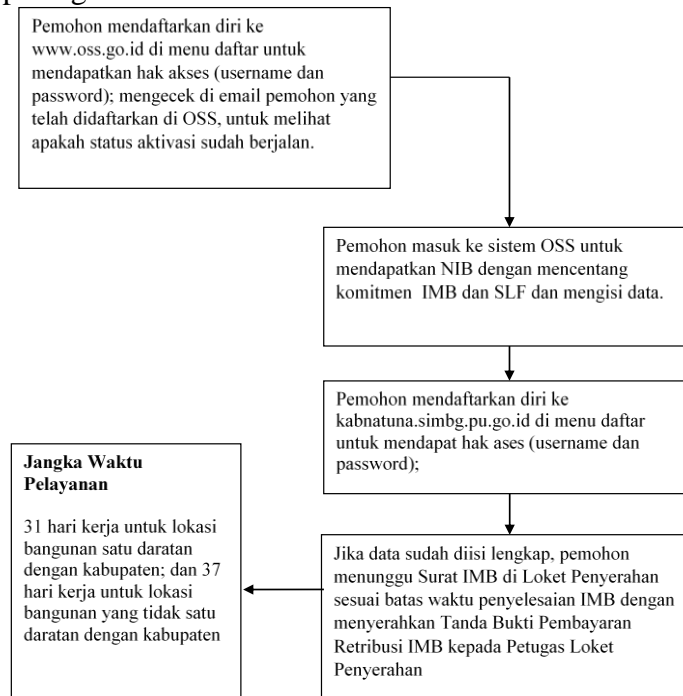 Pemohon mendaftarkan diri ke
www.oss.go.id di menu daftar untuk
mendapatkan hak akses (username dan
password); mengecek di email pemohon yang
telah didaftarkan di OSS, untuk melihat
apakah status aktivasi sudah berjalan.
Pemohon masuk ke sistem OSS untuk
mendapatkan NIB dengan mencentang
komitmen IMB dan SLF dan mengisi data.
Pemohon mendaftarkan diri ke
kabnatuna.simbg.pu.go.id di menu daftar
untuk mendapat hak ases (username dan
password);
Jika data sudah diisi lengkap, pemohon
menunggu Surat IMB di Loket Penyerahan
sesuai batas waktu penyelesaian IMB dengan
menyerahkan Tanda Bukti Pembayaran
Retribusi IMB kepada Petugas Loket
Penyerahan
Jangka Waktu
Pelayanan
31 hari kerja untuk lokasi
bangunan satu daratan
dengan kabupaten; dan 37
hari kerja untuk lokasi
bangunan yang tidak satu
daratan dengan kabupaten